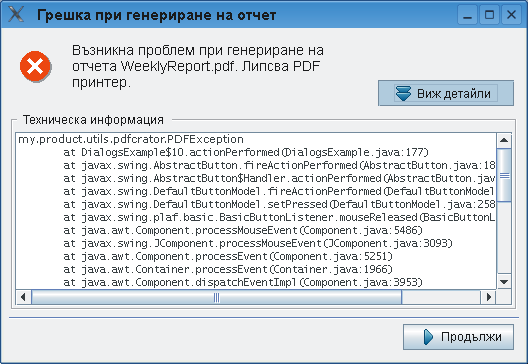 Грешка при генериране на отчет
Възникна проблем при генериране на
отчета WeeklyReport.pdf. Липсва PDF
принтер.
Виж детайли
Техническа информация
my.product.utils.pdfcrator.PDFException
at DialogsExample$10.actionPerformed(DialogsExample.java:177)
at javax.swing.AbstractButton.fireActionPerformed(AbstractButton.java:18
at javax.swing.AbstractButton$Handler.actionPerformed(AbstractButton.jav
at javax.swing.DefaultButtonModel.fireActionPerformed(DefaultButtonModel
at javax.swing.DefaultButtonModel.setPressed(DefaultButtonModel.java:258
at javax.swing.plaf.basic.BasicButtonListener.mouseReleased(BasicButtonL
at java.awt.Component.processMouseEvent(Component.java:5486)
at javax.swing.JComponent.processMouseEvent(JComponent.java:3093)
at java.awt.Component.processEvent(Component.java:5251)
at java.awt.Container.processEvent(Container.java:1966)
at java.awt.Component.dispatchEventImpl(Component.java:3953)
Продължи